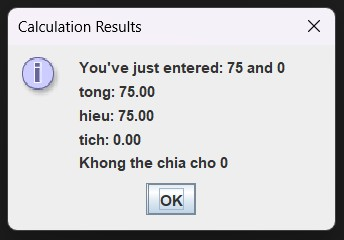 Calculation Results
You've just entered: 75 and 0
tong: 75.00
hieu: 75.00
tich: 0.00
Khong the chia cho 0
OK